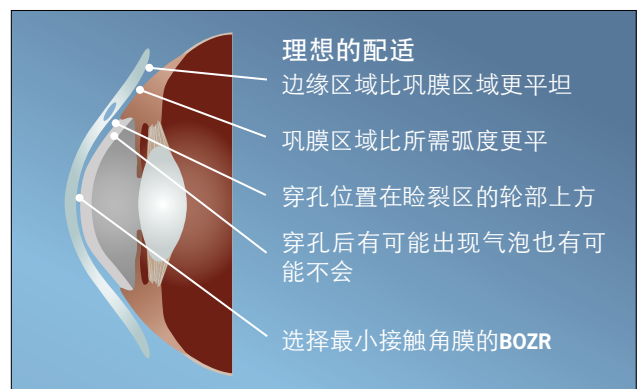 理想的配适
边缘区域比巩膜区域更平坦
巩膜区域比所需弧度更平
穿孔位置在睑裂区的轮部上方
穿孔后有可能出现气泡也有可
能不会
选择最小接触角膜的BOZR